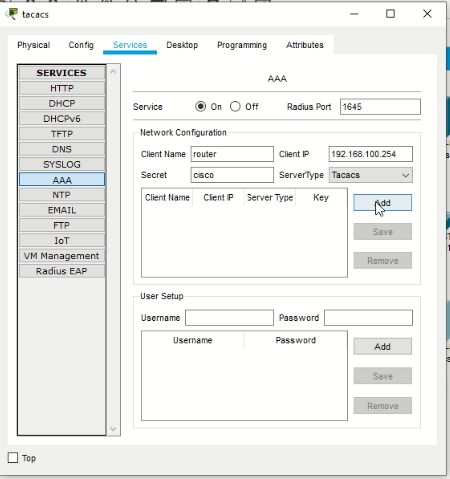 tacacs
Physical Config Services Desktop Programming Attributes
SERVICES
HTTP
DHCP
DHCPv6
TFTP
DNS
SYSLOG
AAA
NTP
EMAIL
FTP
IoT
VM Management
Radius EAP
AAA
Service On Off Radius Port 1645
Network Configuration
Client Name router Client IP 192.168.100.254
Secret cisco ServerType Tacacs
Client Name Client IP Server Type Key
Add
Save
Remove
User Setup
Username Password
Username Password
Add
Save
Remove
Top